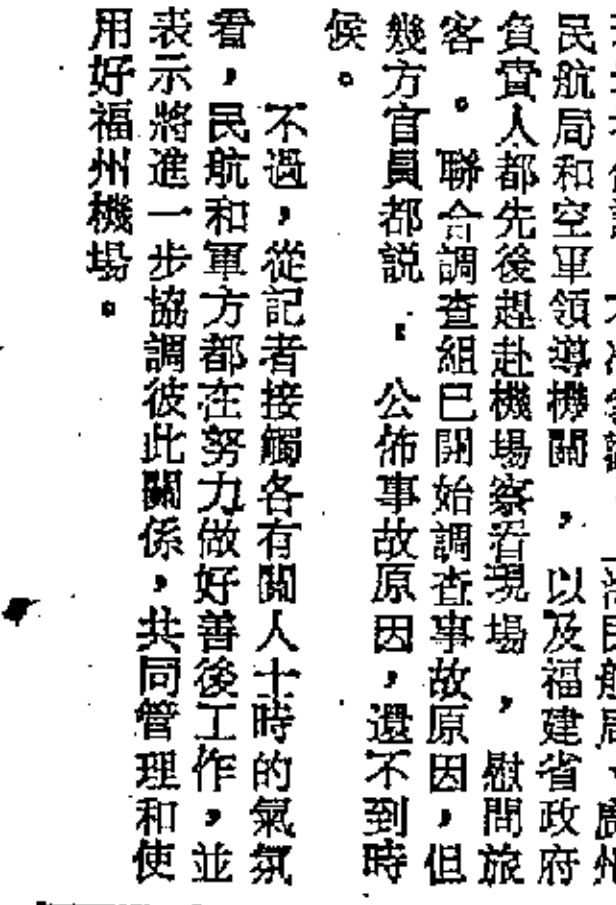 民航局和空軍領導機關,以及福建省政府
負責人都先後趕赴機場察看現場,慰問旅
客。聯合調查組已開始調查事故原因,但
幾方官員都説:公佈事故原因,還不到時
候。
不過,從記者接觸各有關人士時的氣氛
看,民航和軍方都在努力做好善後工作,並
表示將進一步協調彼此關係,共同管理和使
用好福州機場。